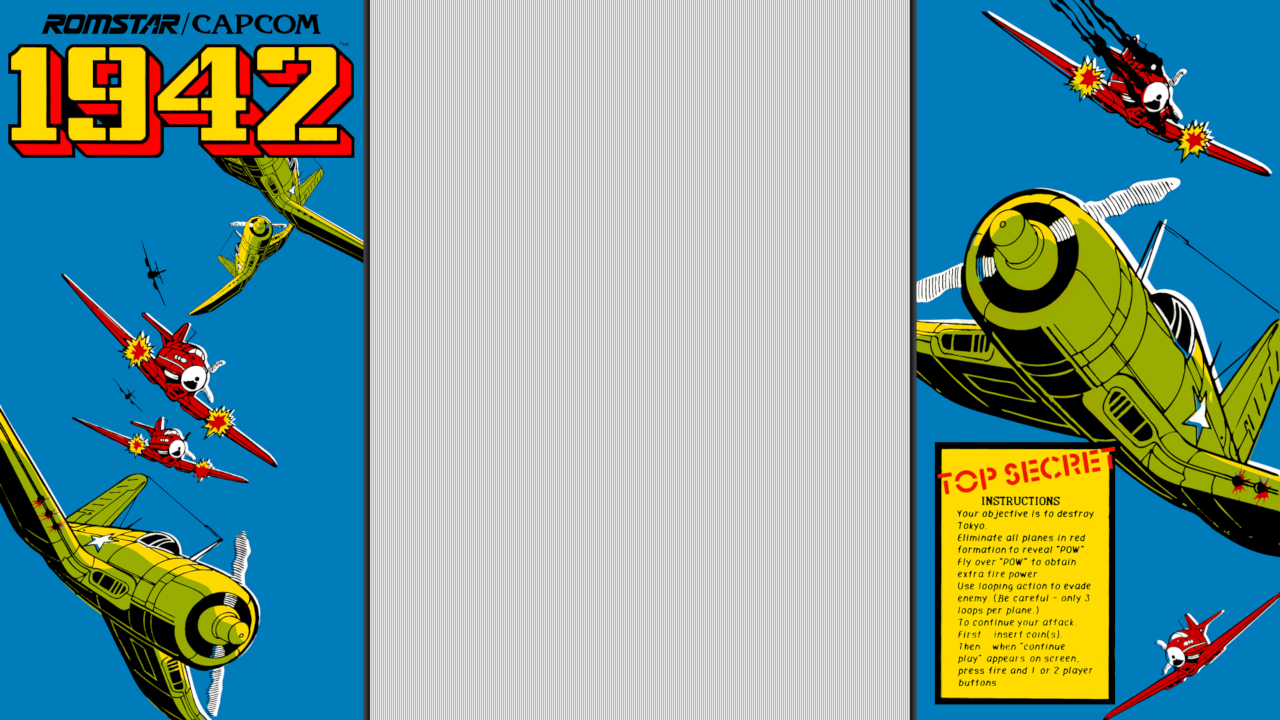 ROMSTAR/CAPCOM
1942™
TOP SECRET
INSTRUCTIONS
Your objective is to destroy
Tokyo.
Eliminate all planes in red
formation to reveal "POW".
Fly over "POW" to obtain
extra fire power
Use looping action to evade
enemy. (Be careful - only 3
loops per plane.)
To continue your attack.
First insert coin(s).
Then when "continue
play" appears on screen,
press fire and 1 or 2 player
buttons